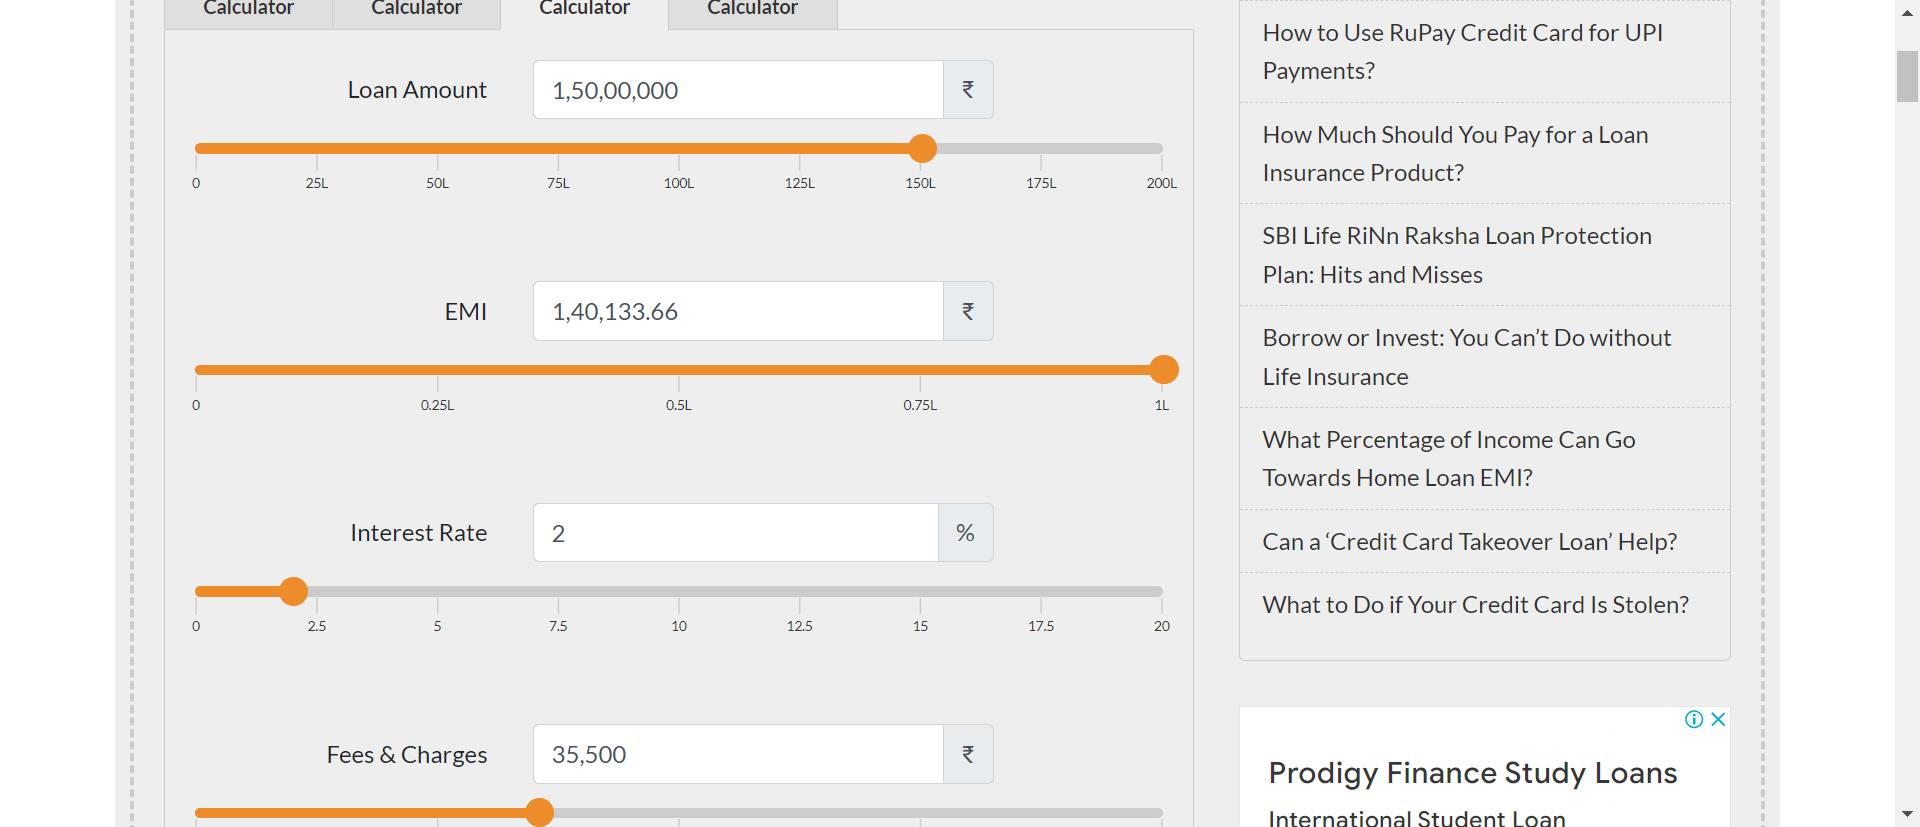 Calculator Calculator Calculator Calculator
Loan Amount 1,50,00,000 ₹
0 25L 50L 75L 100L 125L 150L 175L 200L
EMI 1,40,133.66 ₹
0 0.25L 0.5L 0.75L 1L
Interest Rate 2 %
0 2.5 5 7.5 10 12.5 15 17.5 20
Fees & Charges 35,500 ₹
How to Use RuPay Credit Card for UPI
Payments?
How Much Should You Pay for a Loan
Insurance Product?
SBI Life RiNn Raksha Loan Protection
Plan: Hits and Misses
Borrow or Invest: You Can’t Do without
Life Insurance
What Percentage of Income Can Go
Towards Home Loan EMI?
Can a ‘Credit Card Takeover Loan’ Help?
What to Do if Your Credit Card Is Stolen?
Prodigy Finance Study Loans
International Student Loan